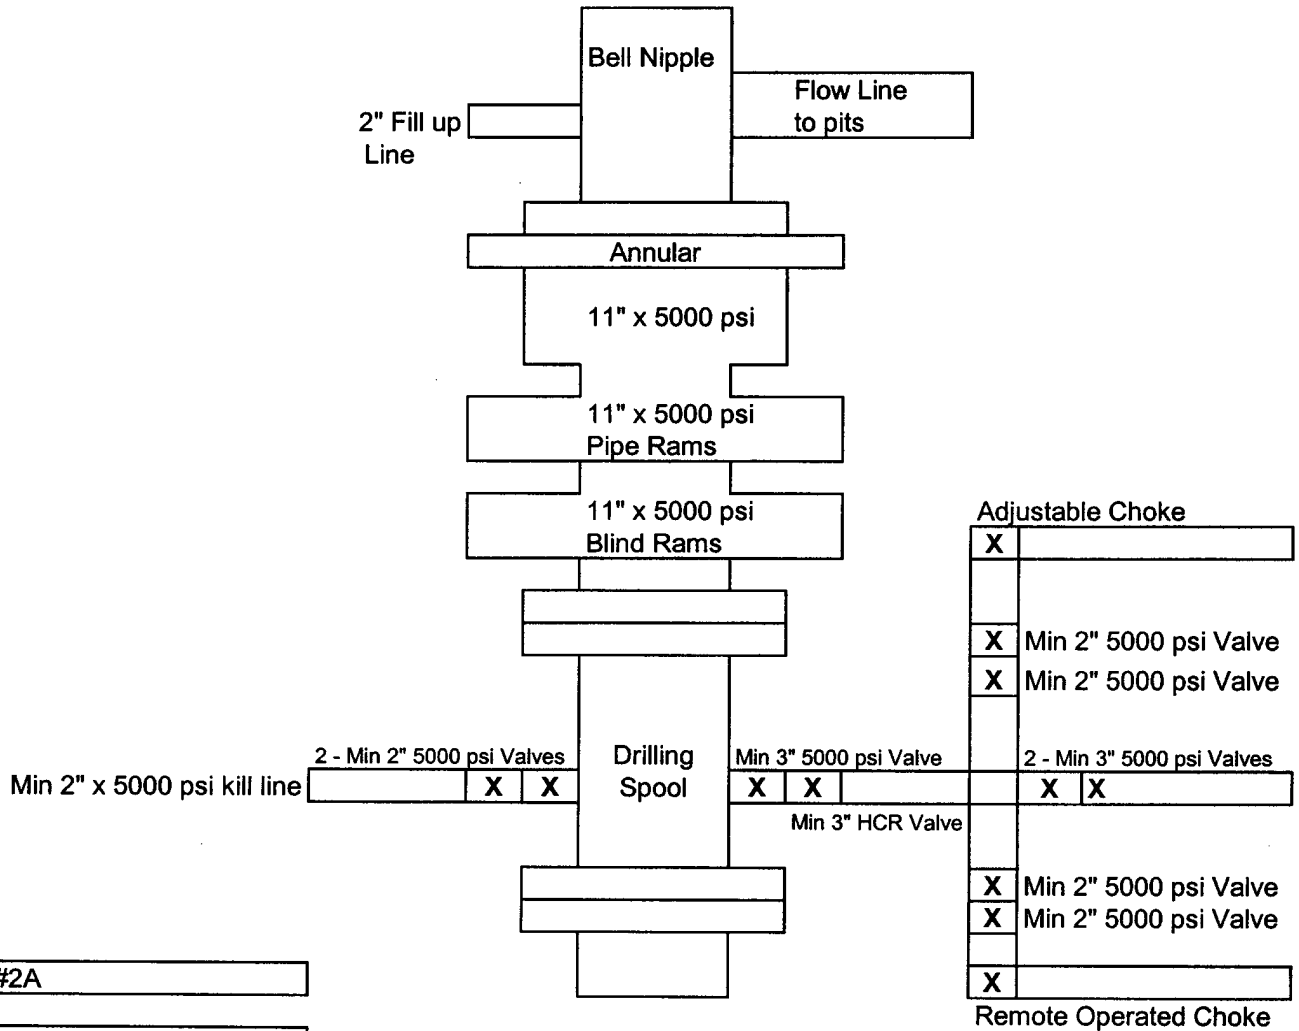 Bell Nipple
Flow Line
to pits
2" Fill up
Line
Annular
11" x 5000 psi
11" x 5000 psi
Pipe Rams
11" x 5000 psi
Blind Rams
Adjustable Choke
X
X Min 2" 5000 psi Valve
X Min 2" 5000 psi Valve
2 - Min 2" 5000 psi Valves
Drilling
Spool
Min 3" 5000 psi Valve
2 - Min 3" 5000 psi Valves
Min 2" x 5000 psi kill line
X X
X X
X X
Min 3" HCR Valve
X Min 2" 5000 psi Valve
X Min 2" 5000 psi Valve
#2A
X
Remote Operated Choke